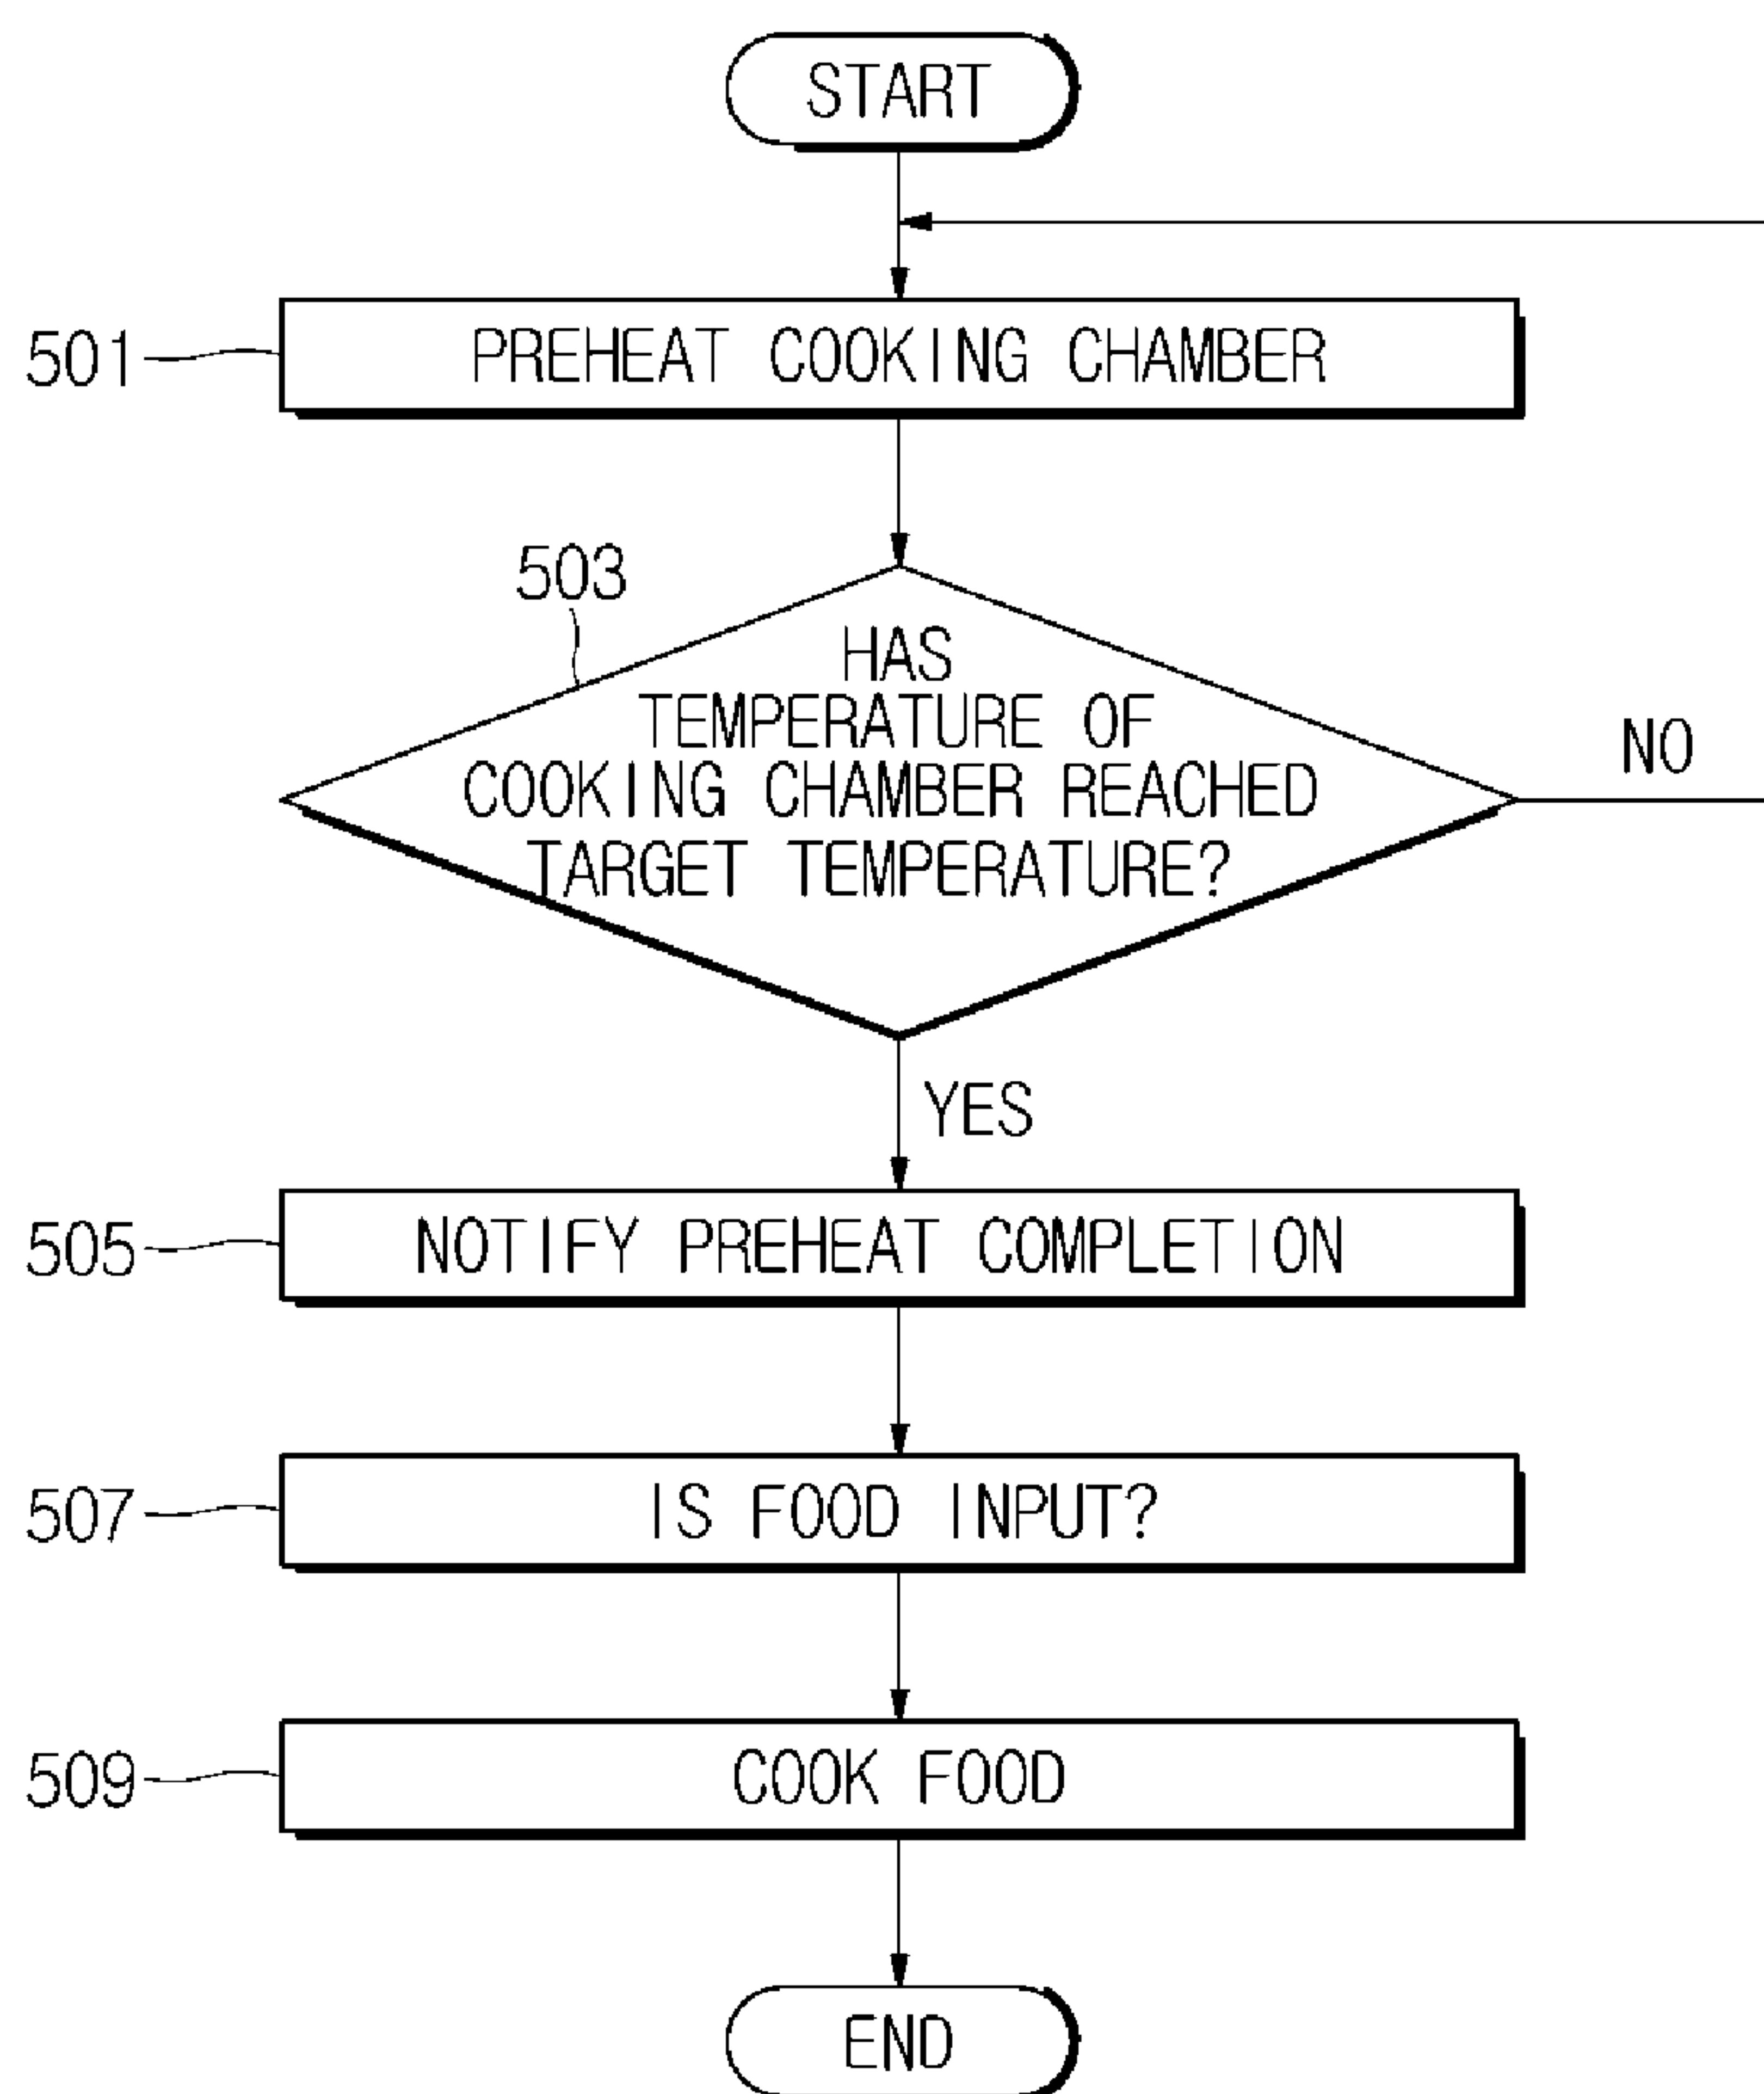 START
501
PREHEAT COOKING CHAMBER
503
HAS
TEMPERATURE OF
COOKING CHAMBER REACHED
TARGET TEMPERATURE?
NO
YES
505
NOTIFY PREHEAT COMPLETION
507
IS FOOD INPUT?
509
COOK FOOD
END